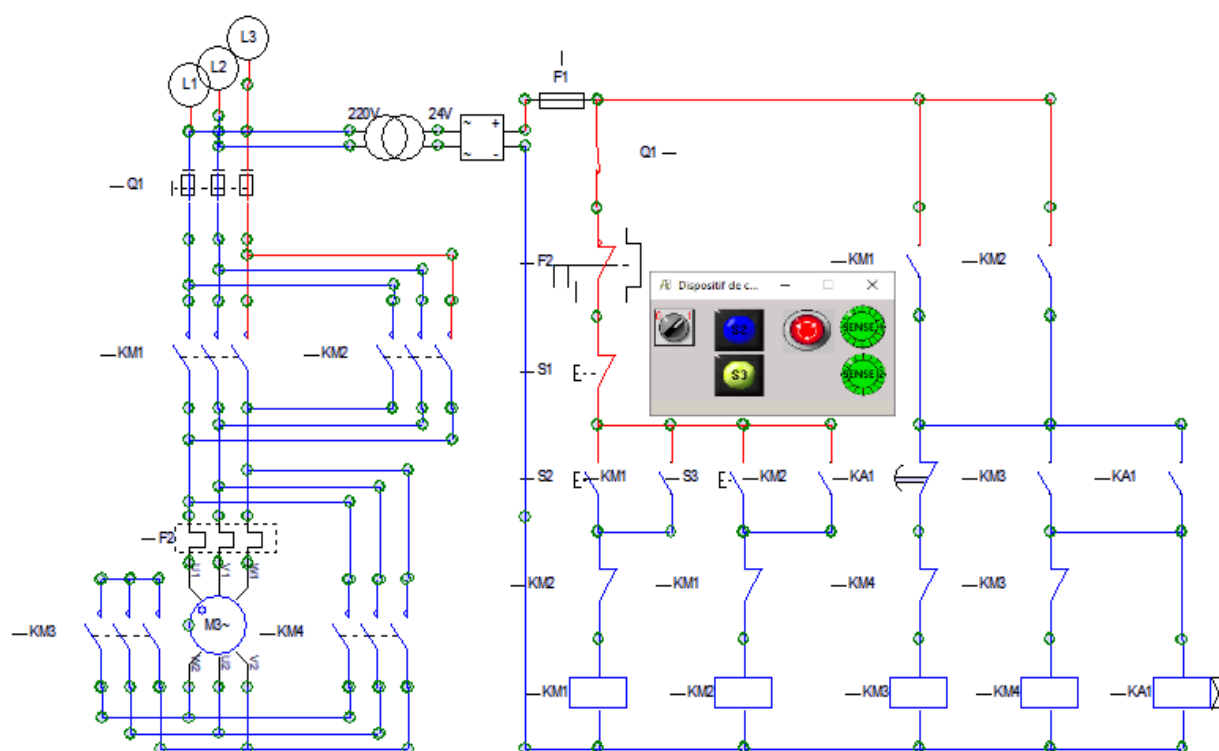 L3
L2
L1
F1
220V
24V
~ +
~ -
Q1
Q1
F2
KM1
KM2
Dispositif de c...
S2
SENSE 1
S3
SENSE 2
KM1
KM2
S1
S2
KM1
S3
KM2
KA1
KM3
KA1
F2
U1
V1
W1
KM2
KM1
KM4
KM3
KM3
M3~
KM4
W2
U2
V2
KM1
KM2
KM3
KM4
KA1